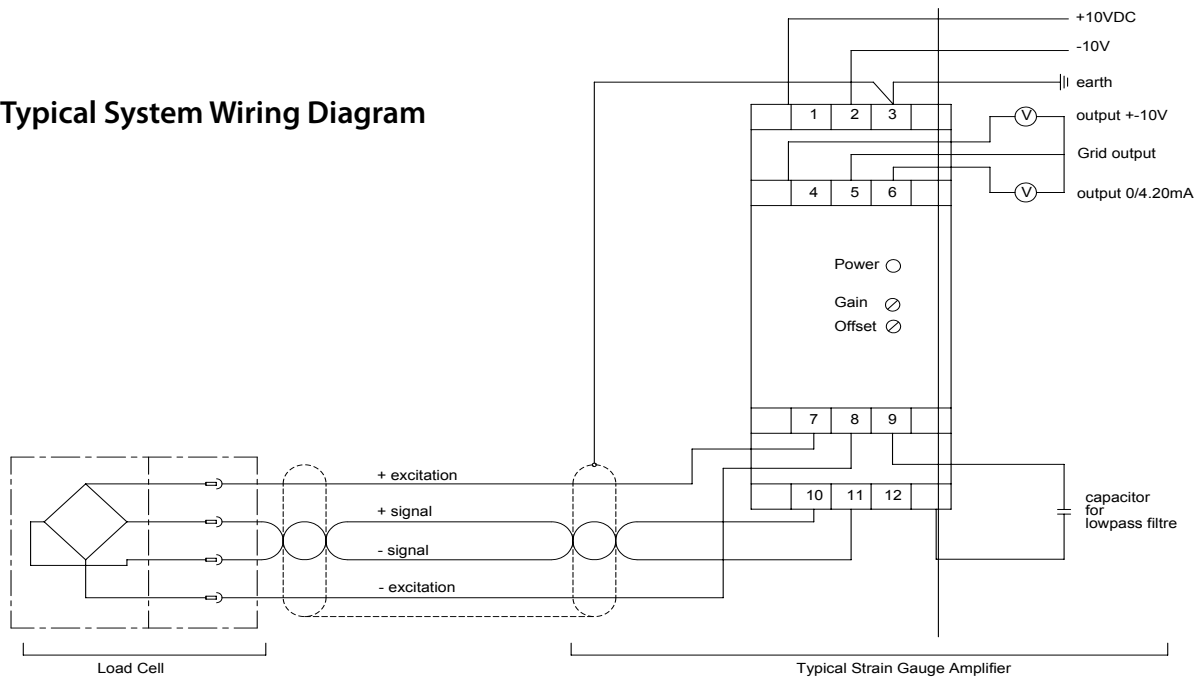 Typical System Wiring Diagram
+10VDC
-10V
earth
1 2 3
output +-10V
Grid output
4 5 6
output 0/4.20mA
Power
Gain
Offset
7 8 9
+ excitation
10 11 12
capacitor
for
lowpass filtre
+ signal
- signal
- excitation
Load Cell
Typical Strain Gauge Amplifier
V
V